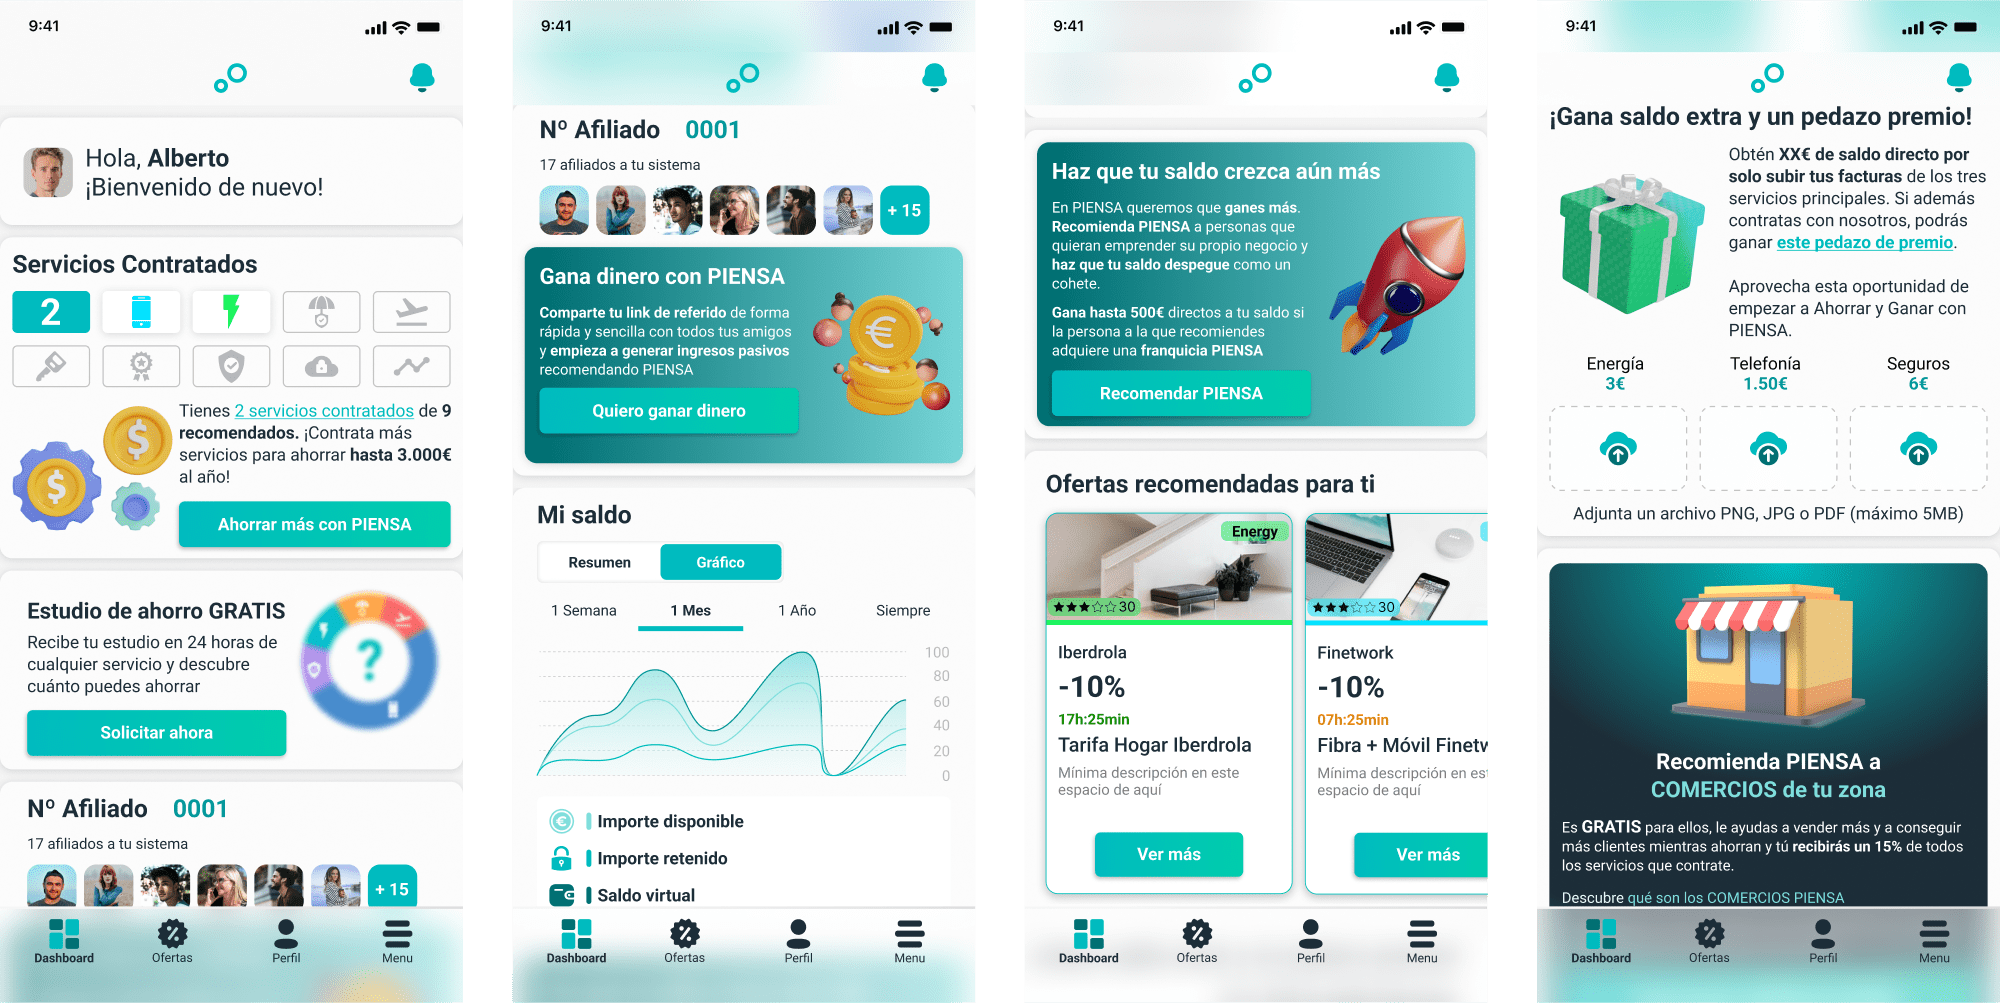 9:41
Hola, Alberto
¡Bienvenido de nuevo!
Servicios Contratados
2
Tienes 2 servicios contratados de 9
recomendados. ¡Contrata más
servicios para ahorrar hasta 3.000€
al año!
Ahorrar más con PIENSA
Estudio de ahorro GRATIS
Recibe tu estudio en 24 horas de
cualquier servicio y descubre
cuánto puedes ahorrar
?
Solicitar ahora
Nº Afiliado 0001
17 afiliados a tu sistema
+ 15
Dashboard
Ofertas
Perfil
Menu
9:41
Nº Afiliado 0001
17 afiliados a tu sistema
+ 15
Gana dinero con PIENSA
Comparte tu link de referido de forma
rápida y sencilla con todos tus amigos
y empieza a generar ingresos pasivos
recomendando PIENSA
Quiero ganar dinero
Mi saldo
Resumen
Gráfico
1 Semana
1 Mes
1 Año
Siempre
100
80
60
40
20
0
Importe disponible
Importe retenido
Saldo virtual
Dashboard
Ofertas
Perfil
Menu
9:41
Haz que tu saldo crezca aún más
En PIENSA queremos que ganes más.
Recomienda PIENSA a personas que
quieran emprender su propio negocio y
haz que tu saldo despegue como un
cohete.
Gana hasta 500€ directos a tu saldo si
la persona a la que recomiendes
adquiere una franquicia PIENSA
Recomendar PIENSA
Ofertas recomendadas para ti
Energy
30
Iberdrola
-10%
17h:25min
Tarifa Hogar Iberdrola
Mínima descripción en este
espacio de aquí
Ver más
30
Finetwork
-10%
07h:25min
Fibra + Móvil Finetw
Mínima descripción en est
espacio de aquí
Ver más
Dashboard
Ofertas
Perfil
Menu
9:41
¡Gana saldo extra y un pedazo premio!
Obtén XX€ de saldo directo por
solo subir tus facturas de los tres
servicios principales. Si además
contratas con nosotros, podrás
ganar este pedazo de premio.
Aprovecha esta oportunidad de
empezar a Ahorrar y Ganar con
PIENSA.
Energía
3€
Telefonía
1.50€
Seguros
6€
Adjunta un archivo PNG, JPG o PDF (máximo 5MB)
Recomienda PIENSA a
COMERCIOS de tu zona
Es GRATIS para ellos, le ayudas a vender más y a conseguir
más clientes mientras ahorran y tú recibirás un 15% de todos
los servicios que contrate.
Descubre qué son los COMERCIOS PIENSA
Dashboard
Ofertas
Perfil
Menu